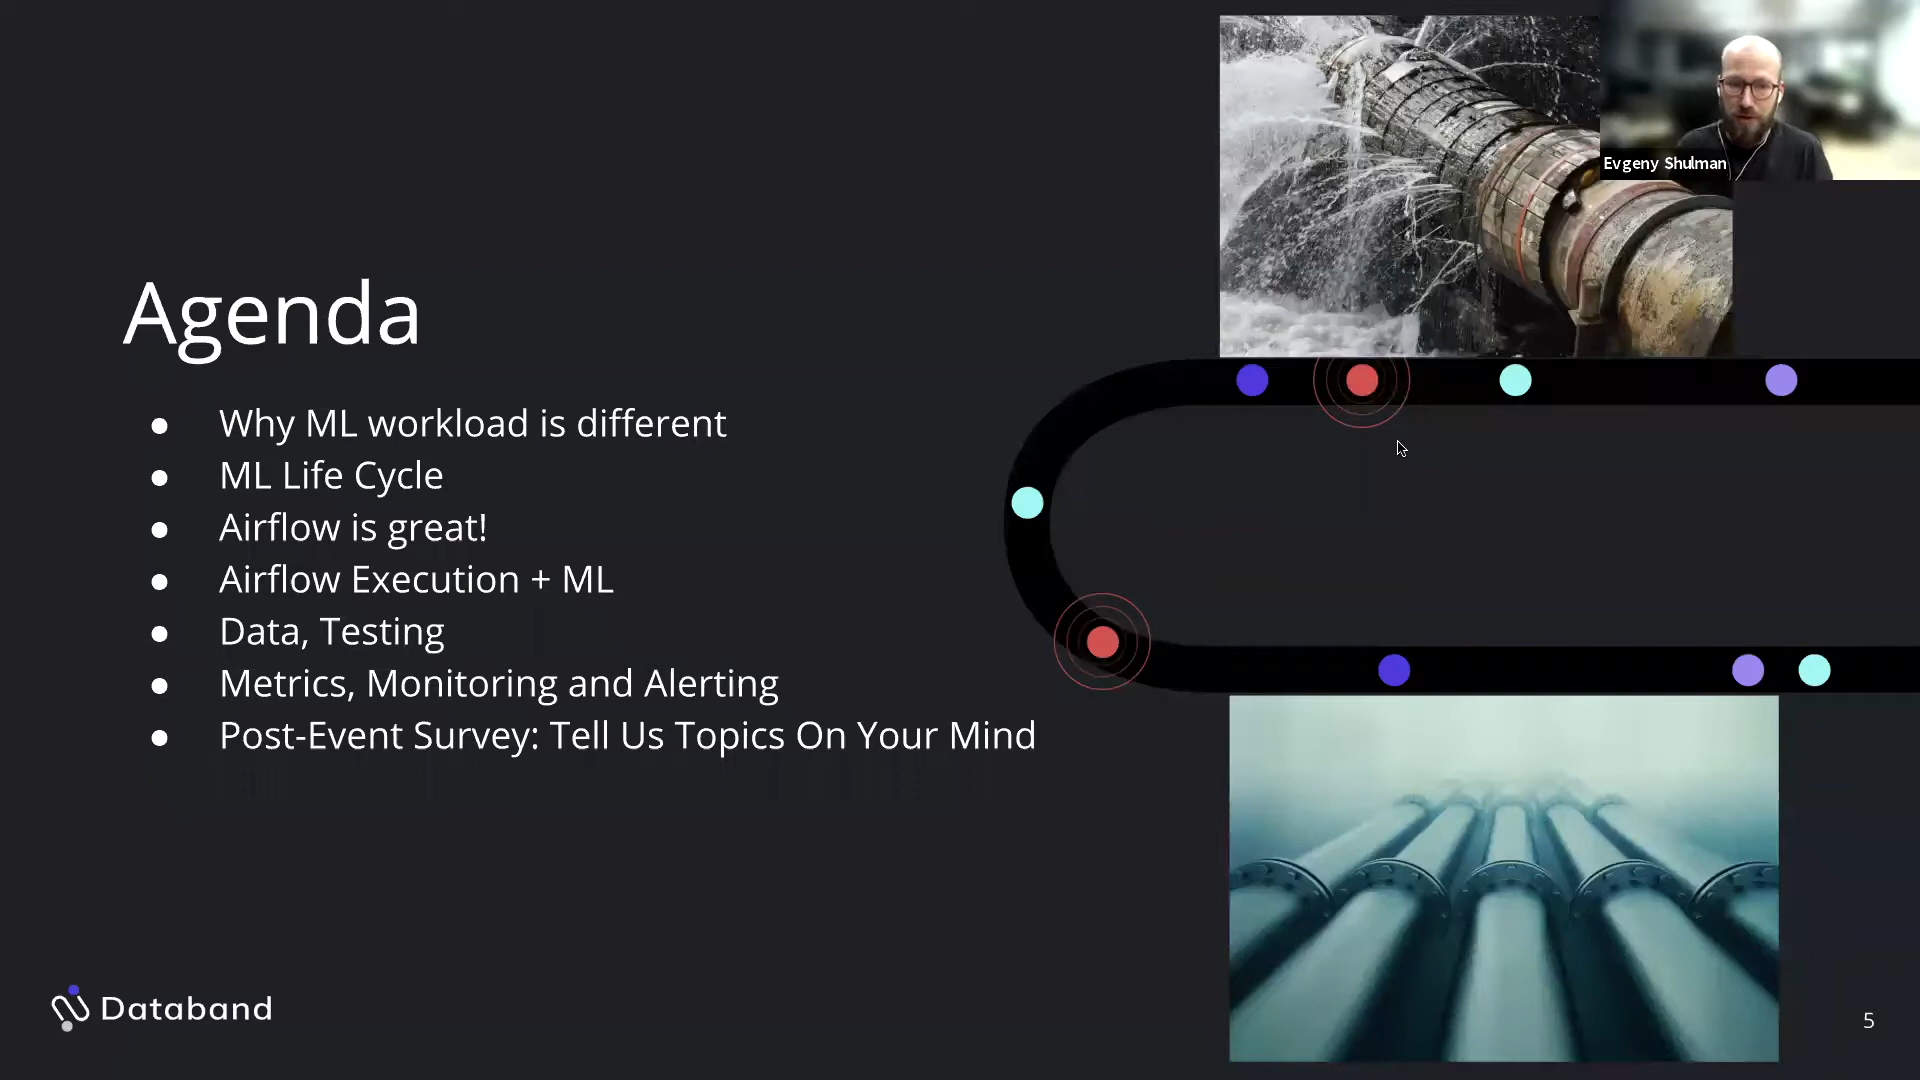 Evgeny Shulman
Agenda
● Why ML workload is different
● ML Life Cycle
● Airflow is great!
● Airflow Execution + ML
● Data, Testing
● Metrics, Monitoring and Alerting
● Post-Event Survey: Tell Us Topics On Your Mind
Databand
5